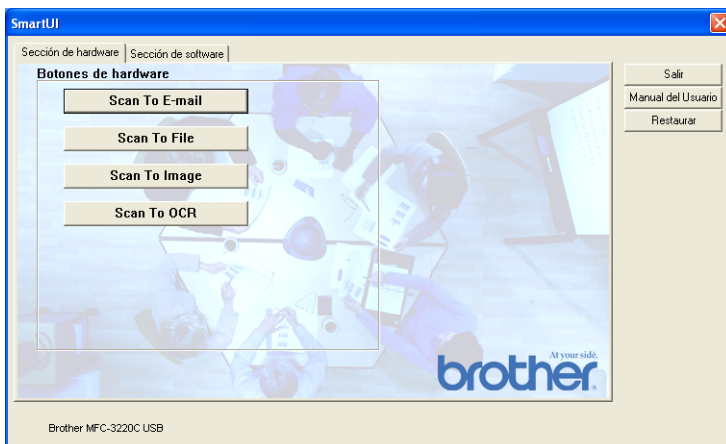 SmartUI
Sección de hardware
Sección de software
Botones de hardware
Scan To E-mail
Scan To File
Scan To Image
Scan To OCR
Salir
Manual del Usuario
Restaurar
At your side.
brother.
Brother MFC-3220C USB